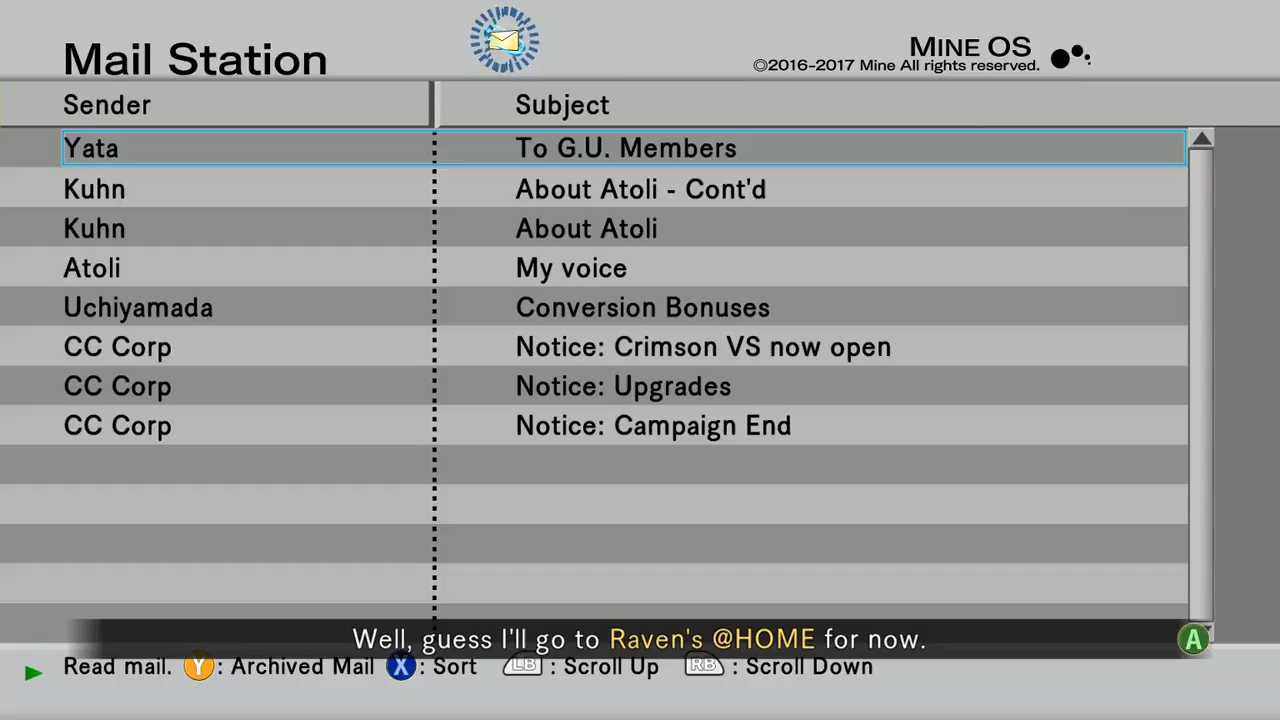 Mail Station
MINE OS
©2016-2017 Mine All rights reserved.
Sender Subject
Yata To G.U. Members
Kuhn About Atoli - Cont'd
Kuhn About Atoli
Atoli My voice
Uchiyamada Conversion Bonuses
CC Corp Notice: Crimson VS now open
CC Corp Notice: Upgrades
CC Corp Notice: Campaign End
Well, guess I'll go to Raven's @HOME for now. A
Read mail. Y: Archived Mail X: Sort LB : Scroll Up RB : Scroll Down